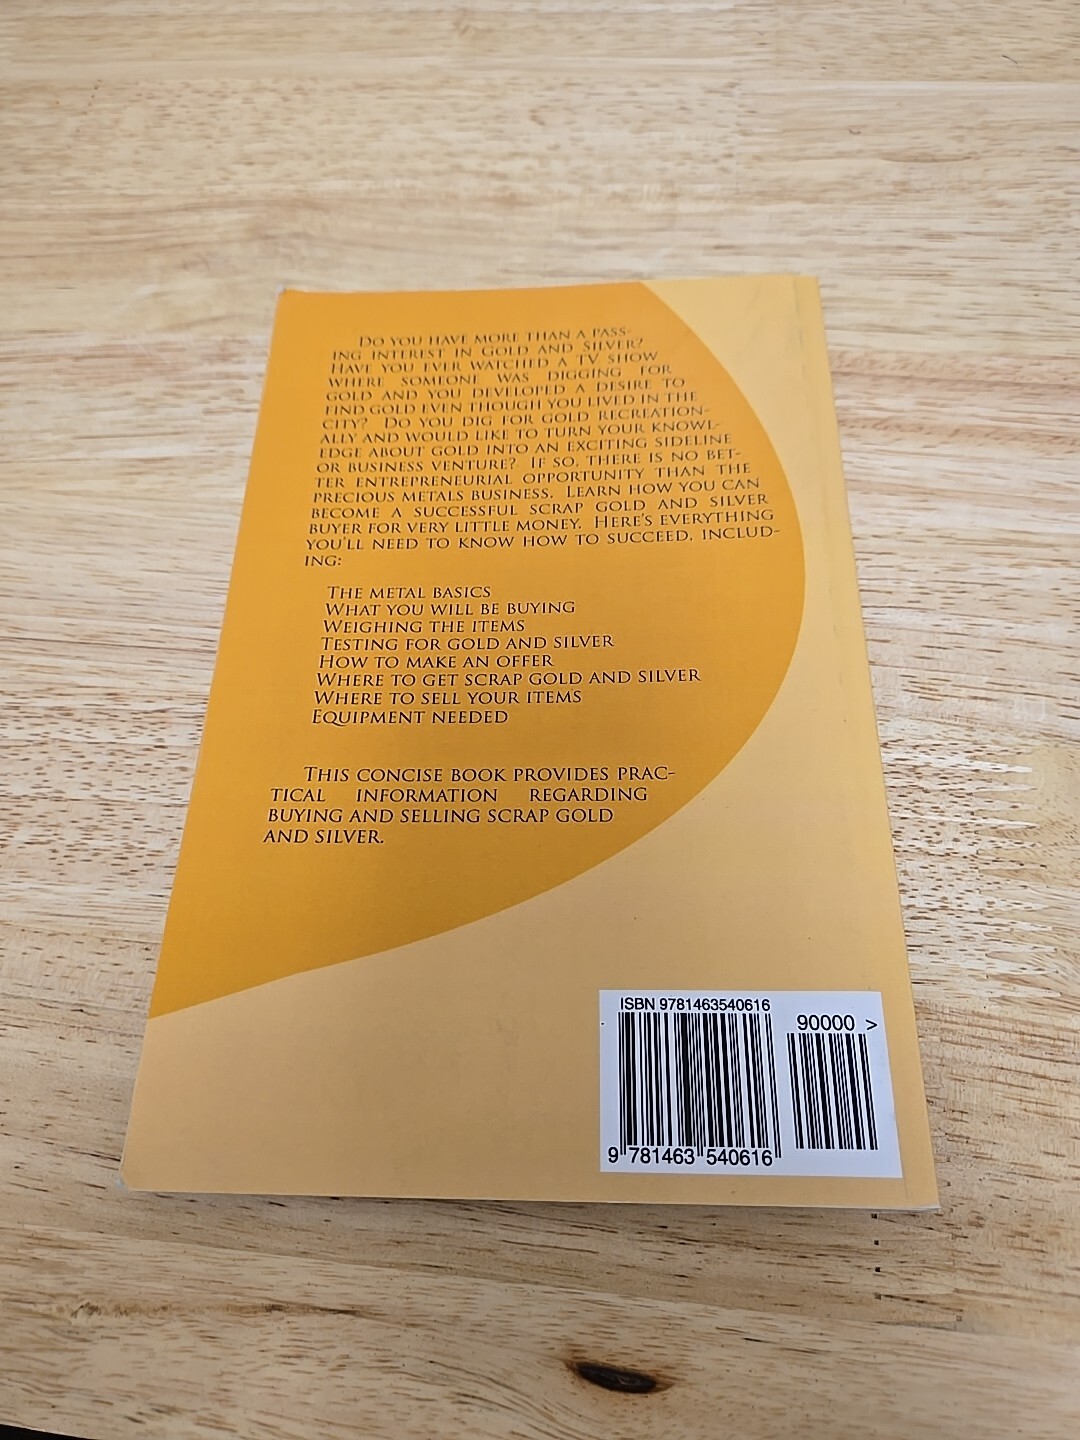 Do you have more than a pass-
ing interest in Gold and Silver?
Have you ever watched a TV show
where someone was digging for
gold and you developed a desire to
find gold even though you lived in the
city? Do you dig for gold recreation-
ally and would like to turn your knowl-
edge about gold into an exciting sideline
or business venture? If so, there is no bet-
ter entrepreneurial opportunity than the
precious metals business. Learn how you can
become a successful scrap gold and silver
buyer for very little money. Here's everything
you'll need to know how to succeed, includ-
ing:
The metal basics
What you will be buying
Weighing the items
Testing for gold and silver
How to make an offer
Where to get scrap gold and silver
Where to sell your items
Equipment needed
This concise book provides prac-
tical information regarding
buying and selling scrap gold
and silver.
ISBN 9781463540616
90000 >
9 781463 540616